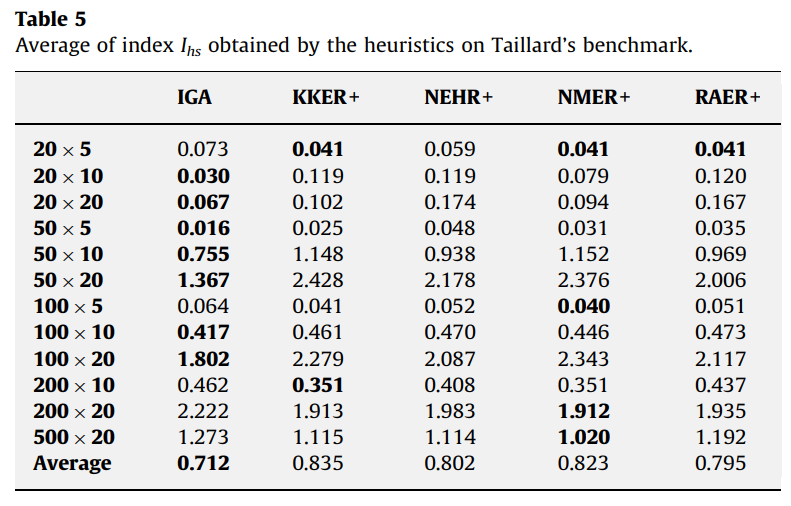 Table 5
Average of index Ihs obtained by the heuristics on Taillard's benchmark.
IGA KKER+ NEHR+ NMER+ RAER+
20 × 5 0.073 0.041 0.059 0.041 0.041
20 × 10 0.030 0.119 0.119 0.079 0.120
20 × 20 0.067 0.102 0.174 0.094 0.167
50 × 5 0.016 0.025 0.048 0.031 0.035
50 × 10 0.755 1.148 0.938 1.152 0.969
50 × 20 1.367 2.428 2.178 2.376 2.006
100 × 5 0.064 0.041 0.052 0.040 0.051
100 × 10 0.417 0.461 0.470 0.446 0.473
100 × 20 1.802 2.279 2.087 2.343 2.117
200 × 10 0.462 0.351 0.408 0.351 0.437
200 × 20 2.222 1.913 1.983 1.912 1.935
500 × 20 1.273 1.115 1.114 1.020 1.192
Average 0.712 0.835 0.802 0.823 0.795